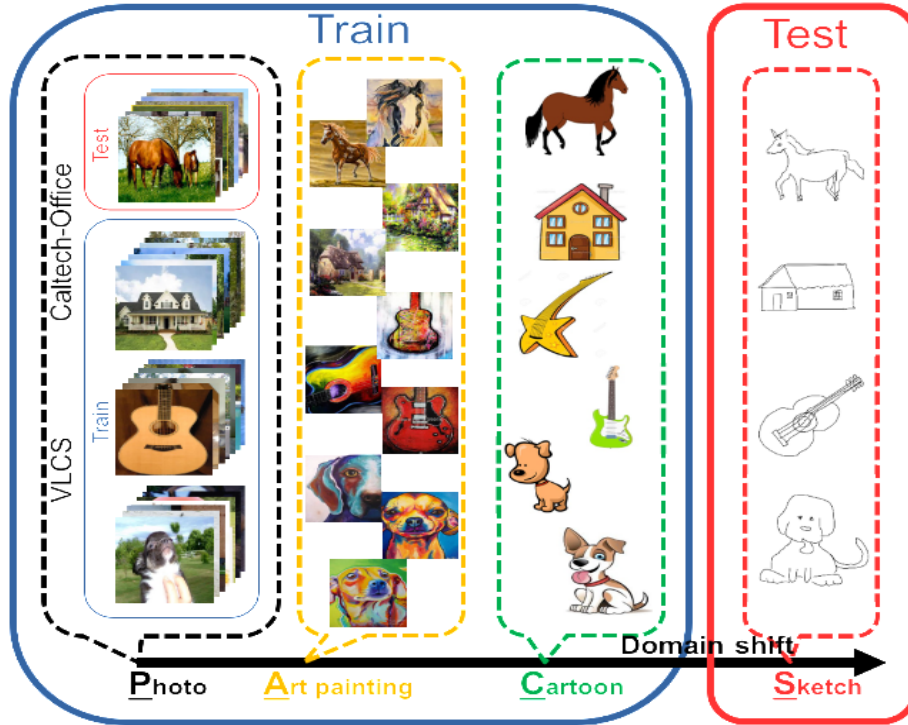 Train
Test
Caltech-Office
VLCS
Test
Train
Domain shift
Photo
Art painting
Cartoon
Sketch